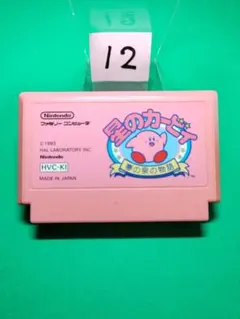 12
Nintendo
ファミリー コンピュータ
©1993
HAL LABORATORY INC.
Nintendo
HVC-KI
MADE IN JAPAN
星のカービィ
夢の泉の物語